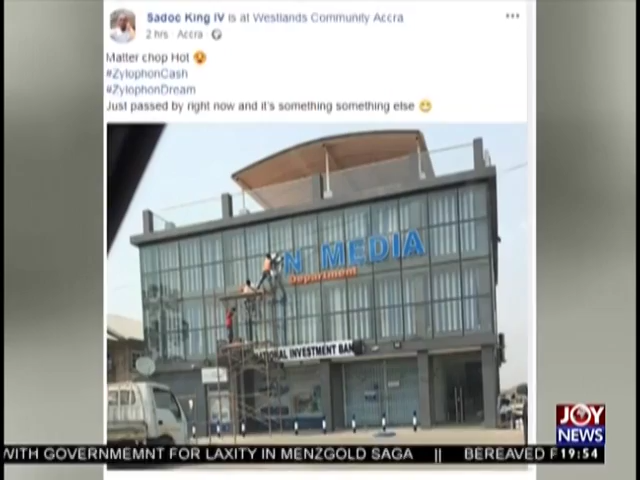 Sadoc King IV is at Westlands Community Accra
2 hrs Accra
Matter chop Hot
#ZylophonCash
#ZylophonDream
Just passed by right now and it's something something else
N MEDIA
Department
NAL INVESTMENT BANK
JOY
NEWS
WITH GOVERNMEMNT FOR LAXITY IN MENZGOLD SAGA || BEREAVED F
19:54